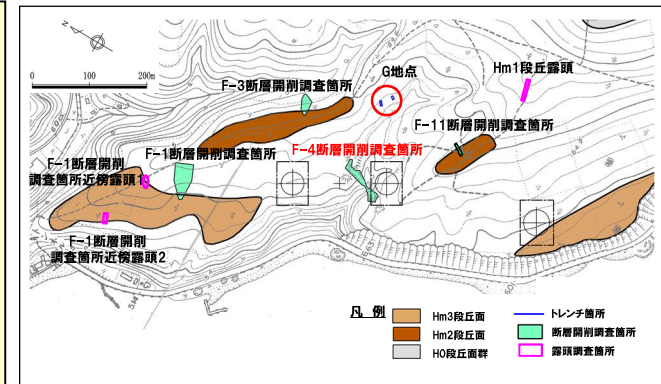 N
0 100 200m
G地点
Hm1段丘露頭
F-3断層開削調査箇所
F-11断層開削調査箇所
F-1断層開削調査箇所
F-4断層開削調査箇所
F-1断層開削
調査箇所近傍露頭1
F-1断層開削
調査箇所近傍露頭2
凡 例
Hm3段丘面
Hm2段丘面
H0段丘面群
トレンチ箇所
断層開削調査箇所
露頭調査箇所